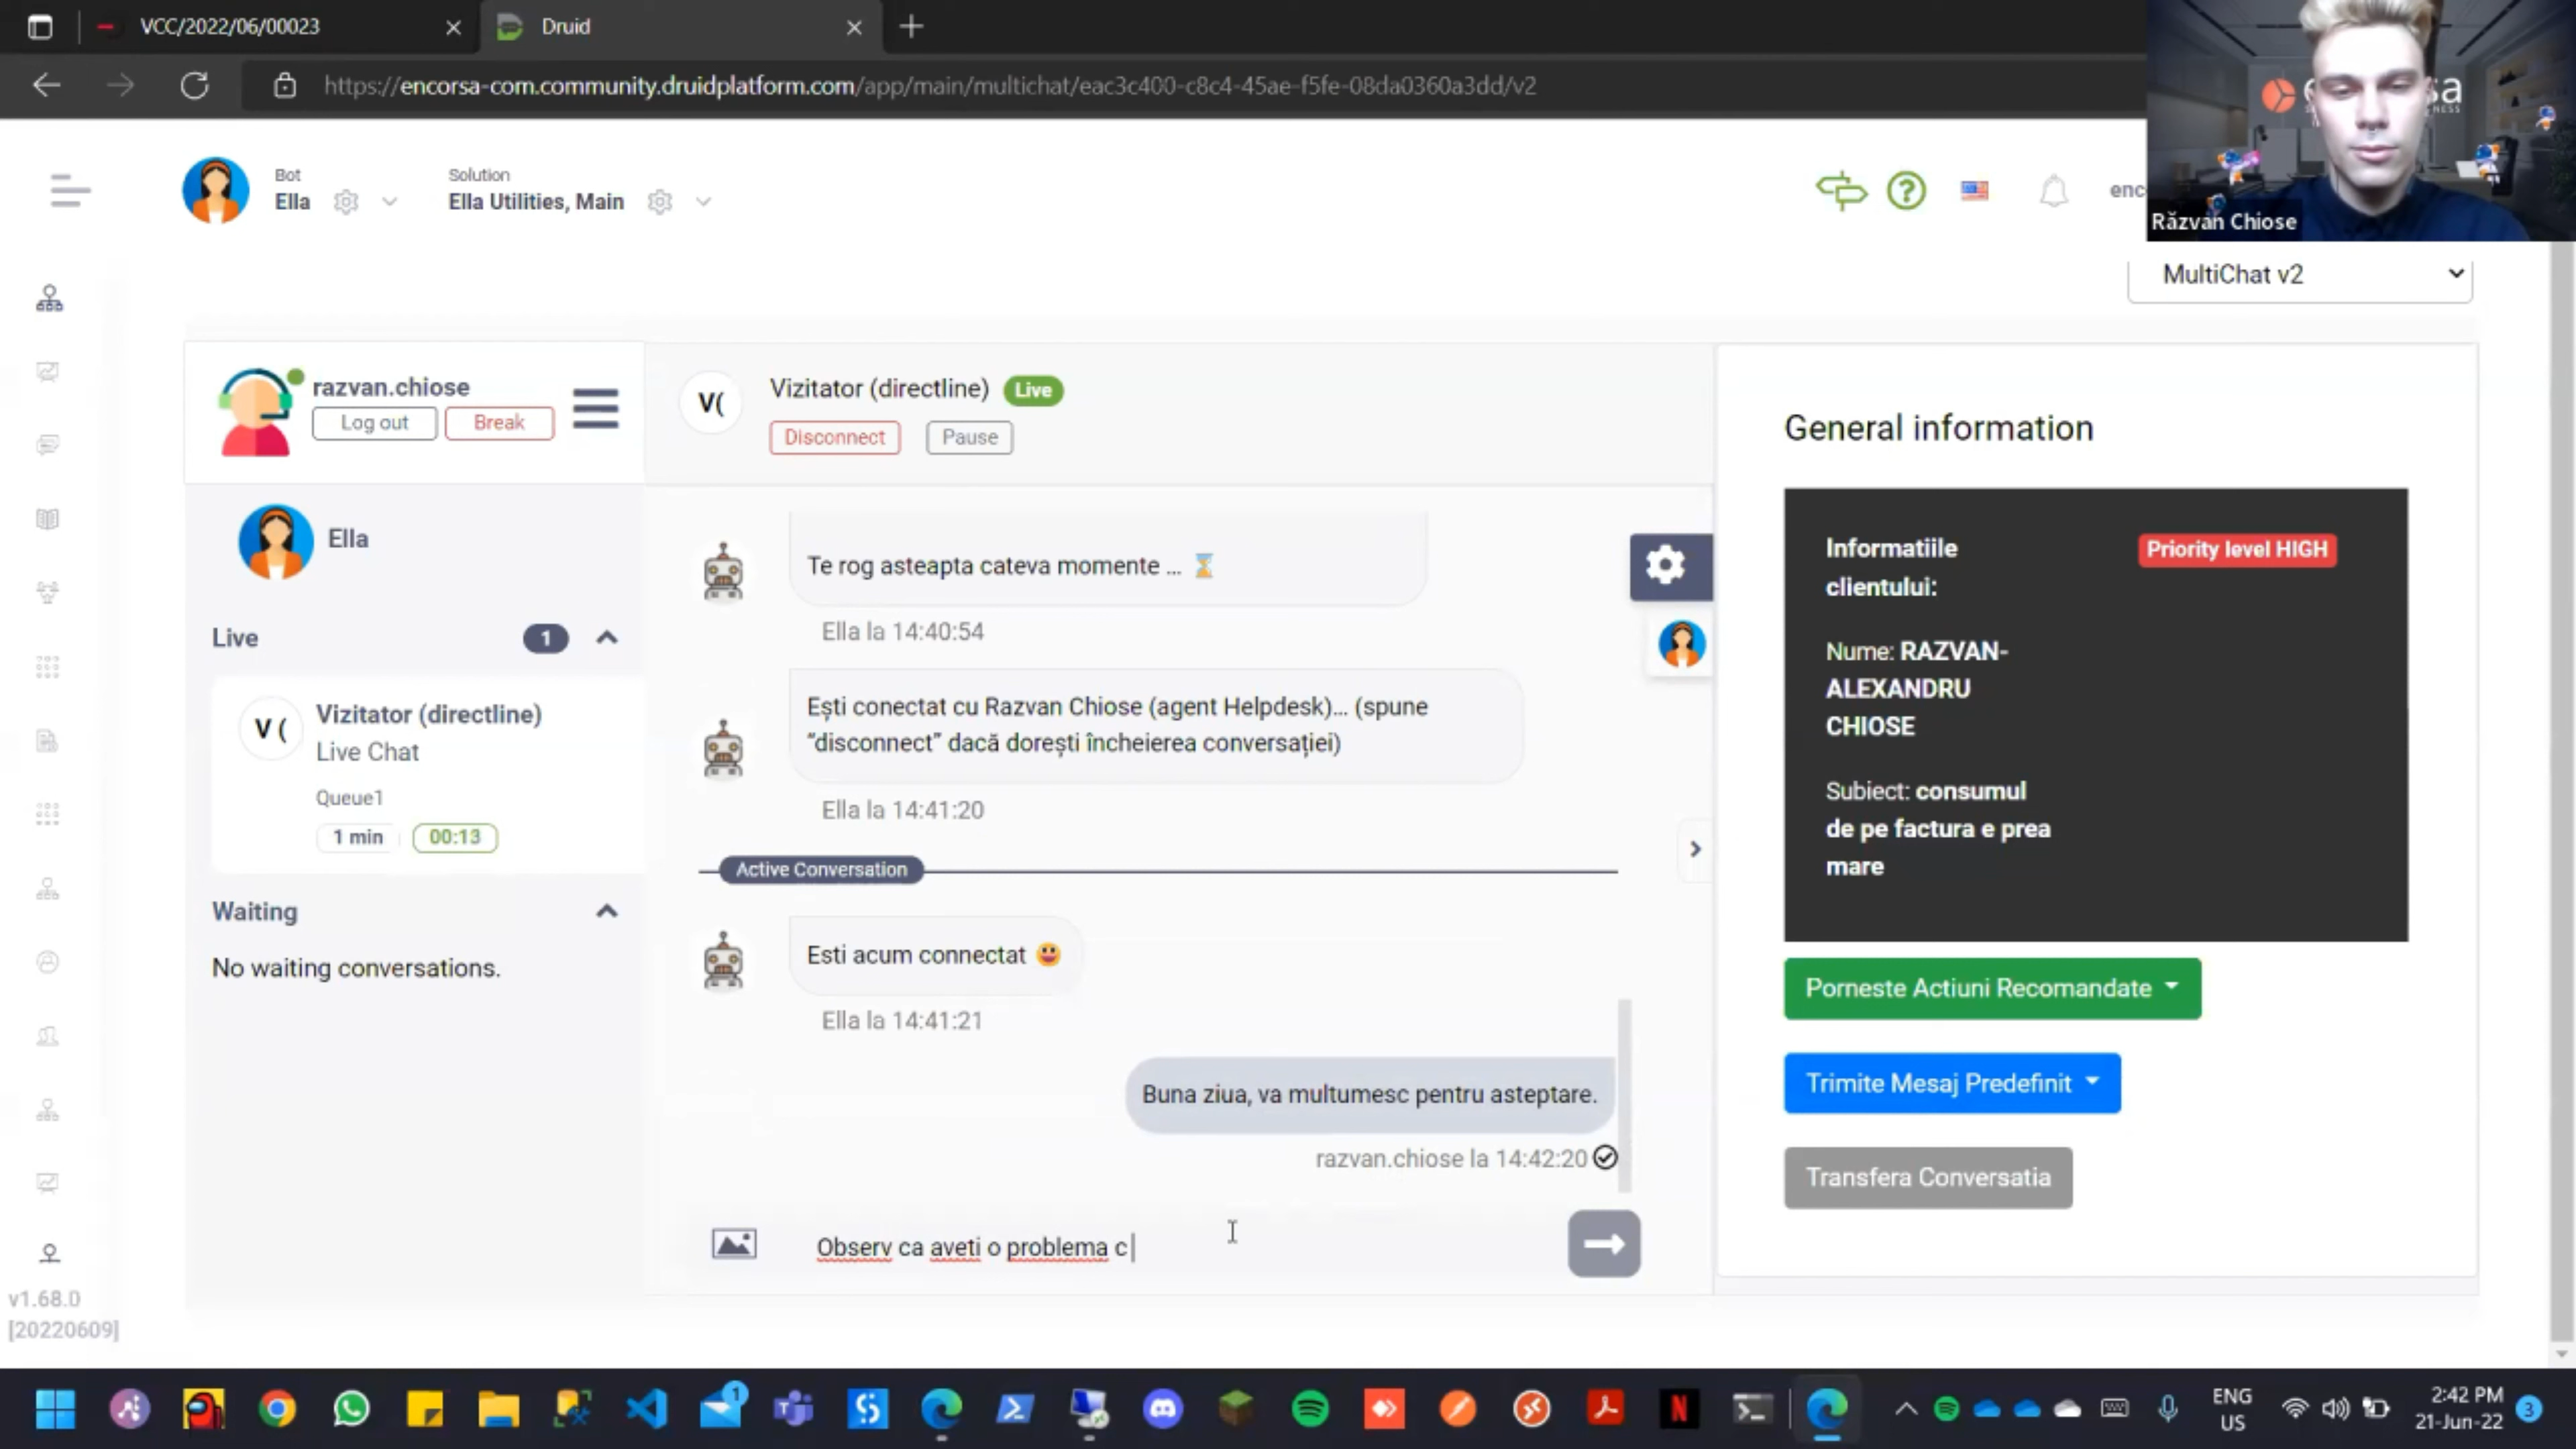 VCC/2022/06/00023
Druid
https://encorsa-com.community.druidplatform.com/app/main/multichat/eac3c400-c8c4-45ae-f5fe-08da0360a3dd/v2
Răzvan Chiose
Bot
Ella
Solution
Ella Utilities, Main
enc
MultiChat v2
razvan.chiose
Log out
Break
Ella
Live
1
V (
Vizitator (directline)
Live Chat
Queue1
1 min
00:13
Waiting
No waiting conversations.
V(
Vizitator (directline)
Live
Disconnect
Pause
Te rog asteapta cateva momente ...
Ella la 14:40:54
Ești conectat cu Razvan Chiose (agent Helpdesk)... (spune
“disconnect” dacă dorești încheierea conversației)
Ella la 14:41:20
Active Conversation
Esti acum connectat
Ella la 14:41:21
Buna ziua, va multumesc pentru asteptare.
razvan.chiose la 14:42:20
Observ ca aveti o problema c
General information
Informatiile
clientului:
Priority level HIGH
Nume: RAZVAN-
ALEXANDRU
CHIOSE
Subiect: consumul
de pe factura e prea
mare
Porneste Actiuni Recomandate
Trimite Mesaj Predefinit
Transfera Conversatia
v1.68.0
[20220609]
1
ENG
US
2:42 PM
21-Jun-22
3